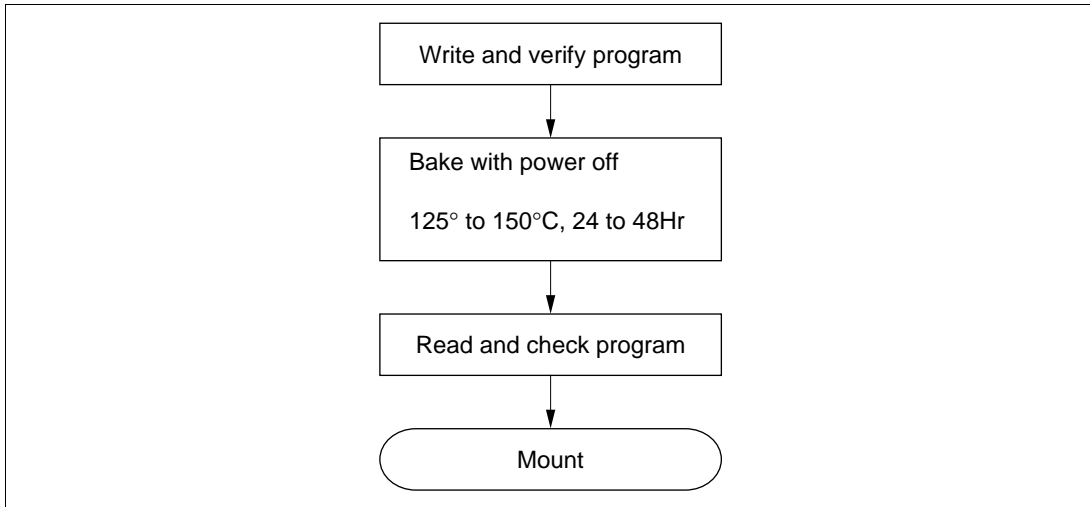 Write and verify program
Bake with power off
125° to 150°C, 24 to 48Hr
Read and check program
Mount